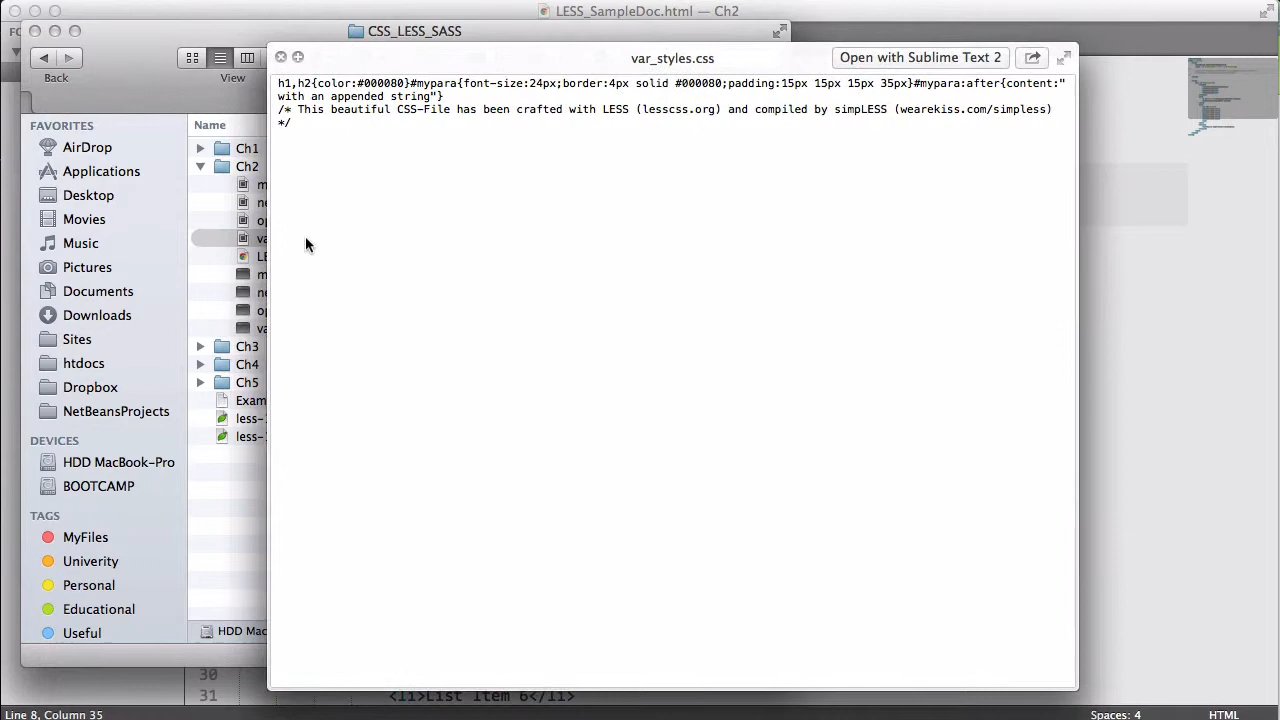 LESS_SampleDoc.html — Ch2
CSS_LESS_SASS
var_styles.css
Open with Sublime Text 2
Back
View
h1,h2{color:#000080}#mypara{font-size:24px;border:4px solid #000080;padding:15px 15px 15px 35px}#mypara:after{content:"
with an appended string"}
/* This beautiful CSS-File has been crafted with LESS (lesscss.org) and compiled by simpLESS (wearekiss.com/simpless)
*/
FAVORITES
AirDrop
Applications
Desktop
Movies
Music
Pictures
Documents
Downloads
Sites
htdocs
Dropbox
NetBeansProjects
DEVICES
HDD MacBook-Pro
BOOTCAMP
TAGS
MyFiles
Univerity
Personal
Educational
Useful
Name
Ch1
Ch2
Ch3
Ch4
Ch5
less-
less-
30
31 <li>List Item 6</li>
Line 8, Column 35
Spaces: 4
HTML